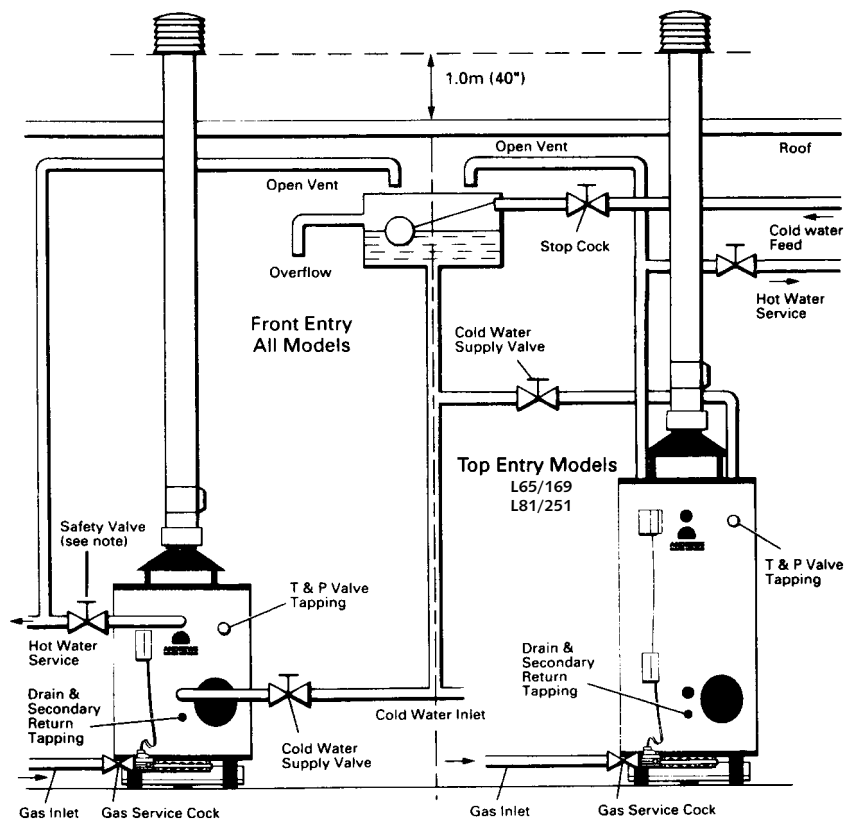 1.0m (40")
Open Vent
Roof
Open Vent
Cold water
Feed
Stop Cock
Overflow
Hot Water
Service
Front Entry
All Models
Cold Water
Supply Valve
Top Entry Models
L65/169
L81/251
Safety Valve
(see note)
T & P Valve
Tapping
T & P Valve
Tapping
Hot Water
Service
Drain &
Secondary
Return
Tapping
Drain &
Secondary
Return
Tapping
Cold Water Inlet
Cold Water
Supply Valve
Gas Inlet
Gas Service Cock
Gas Inlet
Gas Service Cock